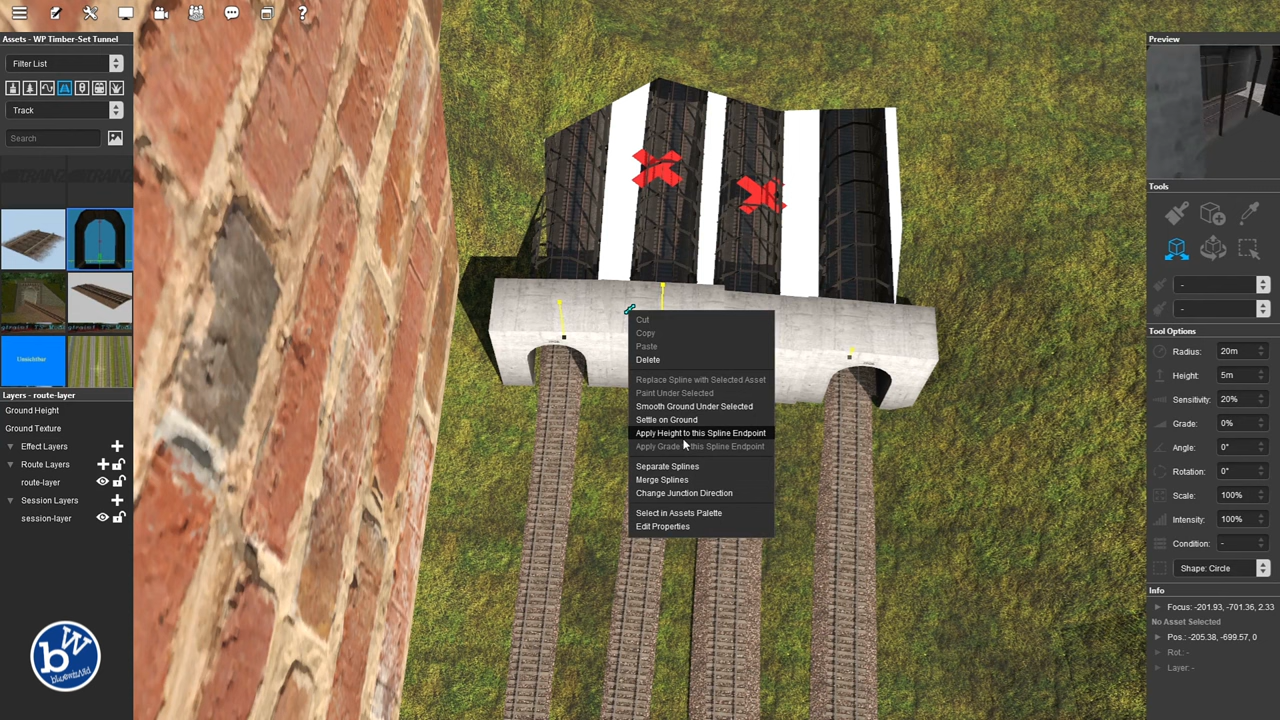 Assets - WP Timber-Set Tunnel
Filter List
Track
Search
Unsichtbar
Layers - route-layer
Ground Height
Ground Texture
Effect Layers
Route Layers
route-layer
Session Layers
session-layer
bW
bluewizard
Cut
Copy
Paste
Delete
Replace Spline with Selected Asset
Paint Under Selected
Smooth Ground Under Selected
Settle on Ground
Apply Height to this Spline Endpoint
Apply Grade this Spline Endpoint
Separate Splines
Merge Splines
Change Junction Direction
Select in Assets Palette
Edit Properties
Preview
Tools
-
-
Tool Options
Radius: 20m
Height: 5m
Sensitivity: 20%
Grade: 0%
Angle: 0°
Rotation: 0°
Scale: 100%
Intensity: 100%
Condition: -
Shape: Circle
Info
Focus: -201.93, -701.36, 2.33
No Asset Selected
Pos.: -205.38, -699.57, 0
Rot.: -
Layer: -